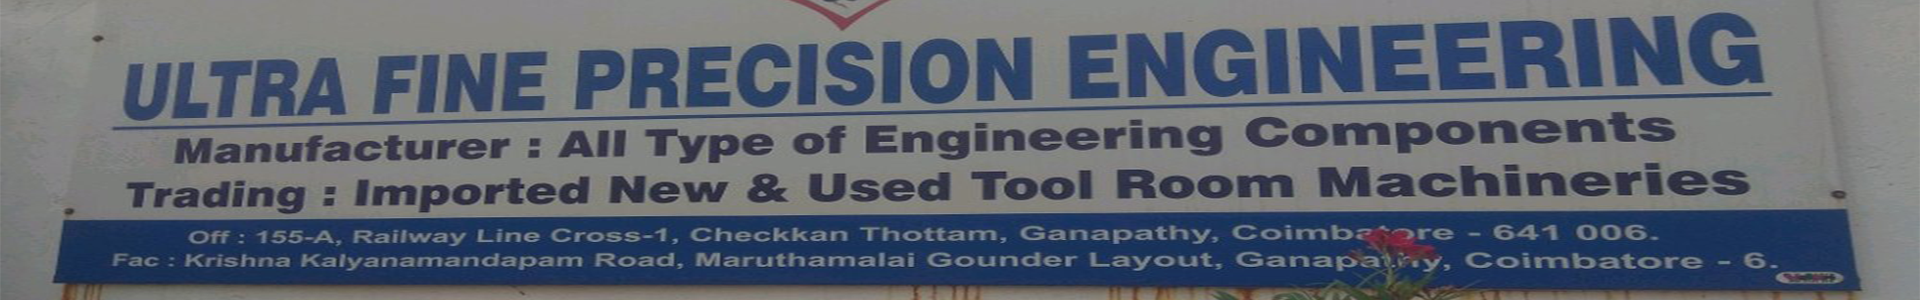 ULTRA FINE PRECISION ENGINEERING
Manufacturer : All Type of Engineering Components
Trading : Imported New & Used Tool Room Machineries
Off : 155-A, Railway Line Cross-1, Checkkan Thottam, Ganapathy, Coimbatore - 641 006.
Fac : Krishna Kalyanamandapam Road, Maruthamalai Gounder Layout, Ganapathy, Coimbatore - 6.